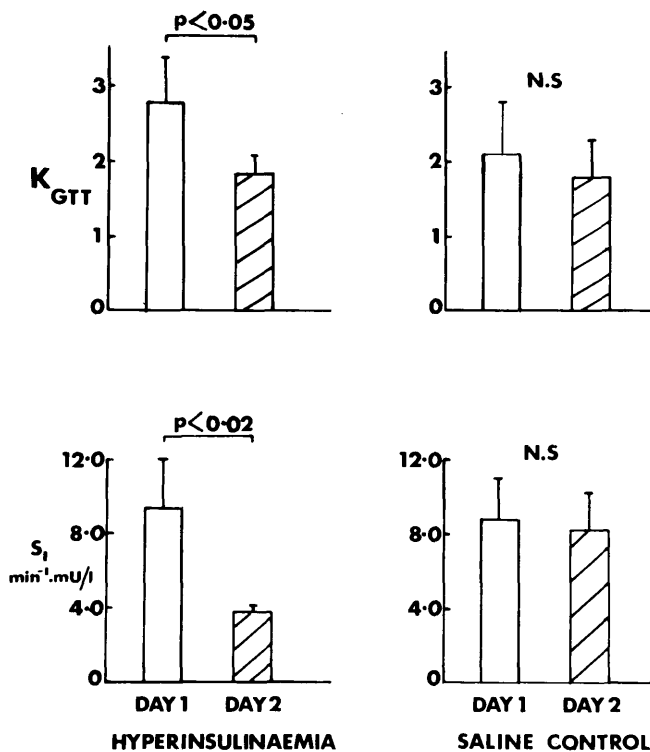 p<0·05
3
2
1
0
K GTT
N.S
3
2
1
0
p<0·02
12·0
8·0
4·0
0
S I
min⁻¹.mU/l
DAY 1 DAY 2
HYPERINSULINAEMIA
N.S
12·0
8·0
4·0
0
DAY 1 DAY 2
SALINE CONTROL